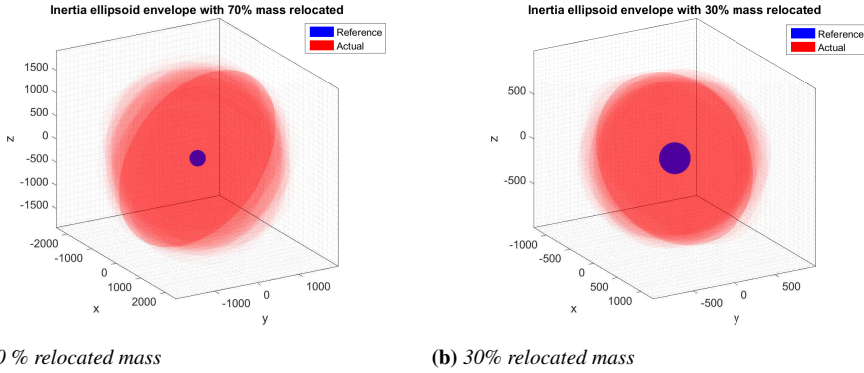 Inertia ellipsoid envelope with 70% mass relocated
Reference
Actual
1500
1000
500
0
-500
-1000
-1500
z
-2000
-1000
0
1000
2000
x
-1000
0
1000
y
0 % relocated mass
Inertia ellipsoid envelope with 30% mass relocated
Reference
Actual
500
0
-500
z
-1000
-500
0
500
1000
x
-500
0
500
y
(b) 30% relocated mass